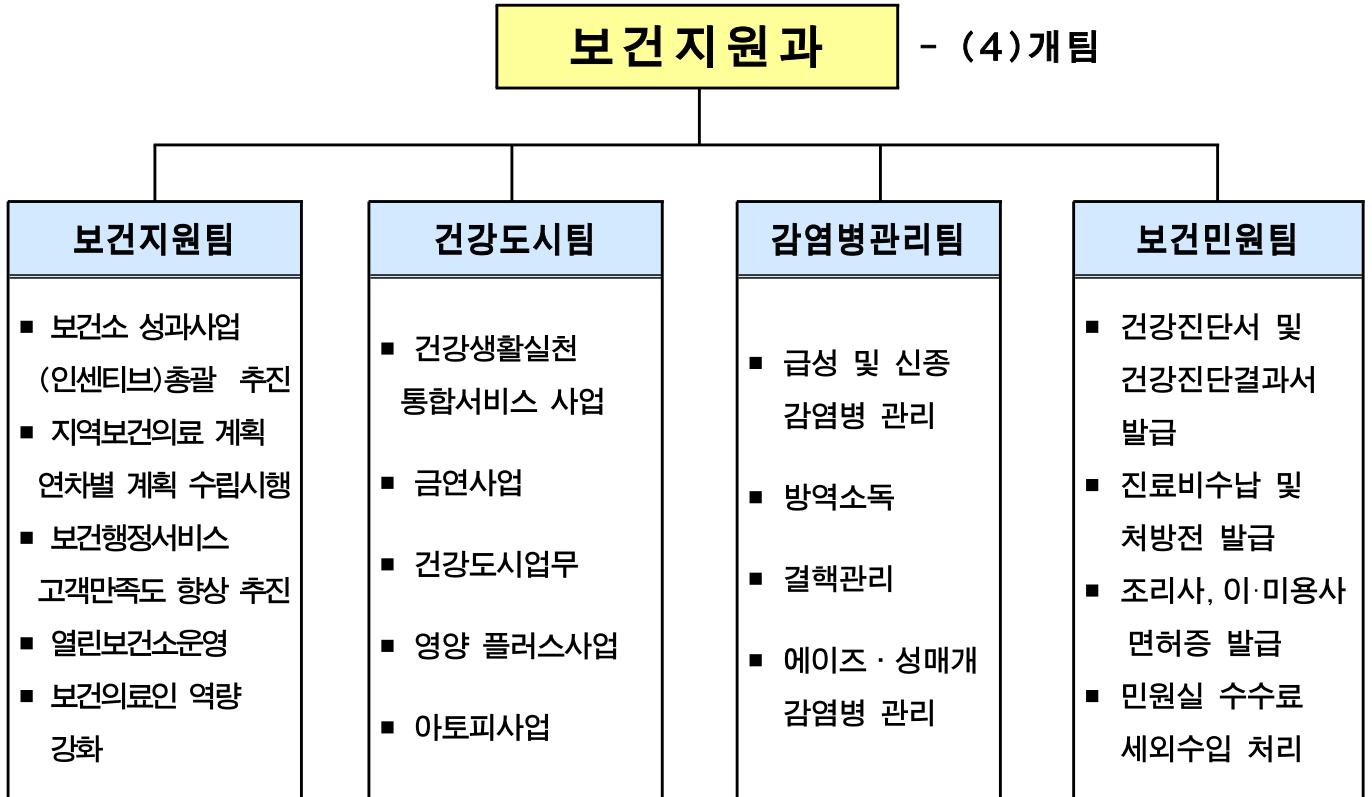 보건지원과 - (4)개팀
보건지원팀
▪ 보건소 성과사업
(인센티브)총괄 추진
▪ 지역보건의료 계획
연차별 계획 수립시행
▪ 보건행정서비스
고객만족도 향상 추진
▪ 열린보건소운영
▪ 보건의료인 역량
강화
건강도시팀
▪ 건강생활실천
통합서비스 사업
▪ 금연사업
▪ 건강도시업무
▪ 영양 플러스사업
▪ 아토피사업
감염병관리팀
▪ 급성 및 신종
감염병 관리
▪ 방역소독
▪ 결핵관리
▪ 에이즈 · 성매개
감염병 관리
보건민원팀
▪ 건강진단서 및
건강진단결과서
발급
▪ 진료비수납 및
처방전 발급
▪ 조리사, 이·미용사
면허증 발급
▪ 민원실 수수료
세외수입 처리